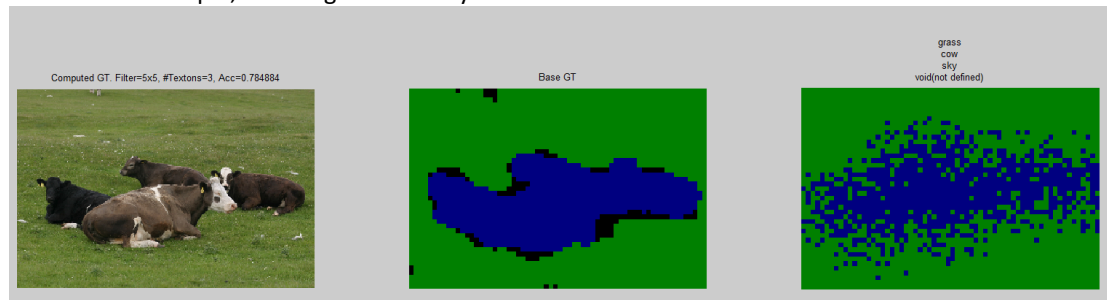 Computed GT. Filter=5x5, #Textons=3, Acc=0.784884
Base GT
grass
cow
sky
void(not defined)